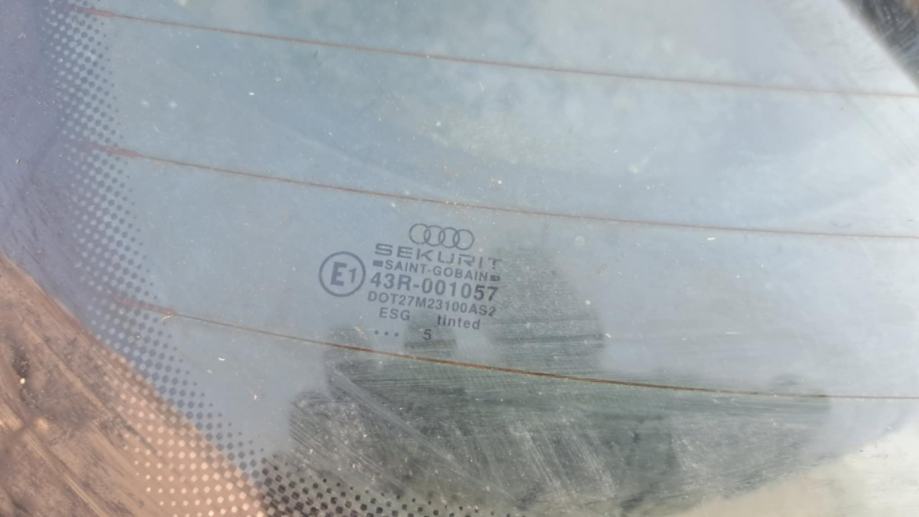 SEKURIT
SAINT-GOBAIN
E1 43R-001057
DOT27M23100AS2
ESG tinted
... 5